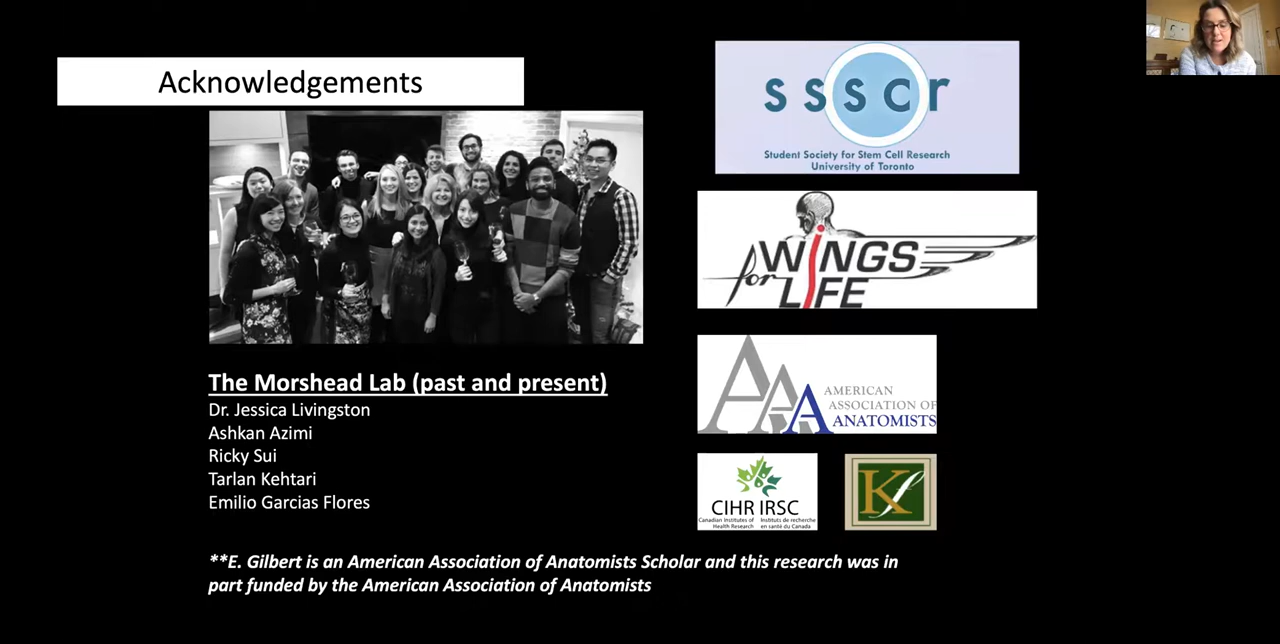 Acknowledgements
ssscr
Student Society for Stem Cell Research
University of Toronto
WiNGS
for LiFE
The Morshead Lab (past and present)
Dr. Jessica Livingston
Ashkan Azimi
Ricky Sui
Tarlan Kehtari
Emilio Garcias Flores
AAA
AMERICAN
ASSOCIATION OF
ANATOMISTS
CIHR IRSC
Canadian Institutes of
Health Research
Instituts de recherche
en santé du Canada
Kf
**E. Gilbert is an American Association of Anatomists Scholar and this research was in
part funded by the American Association of Anatomists